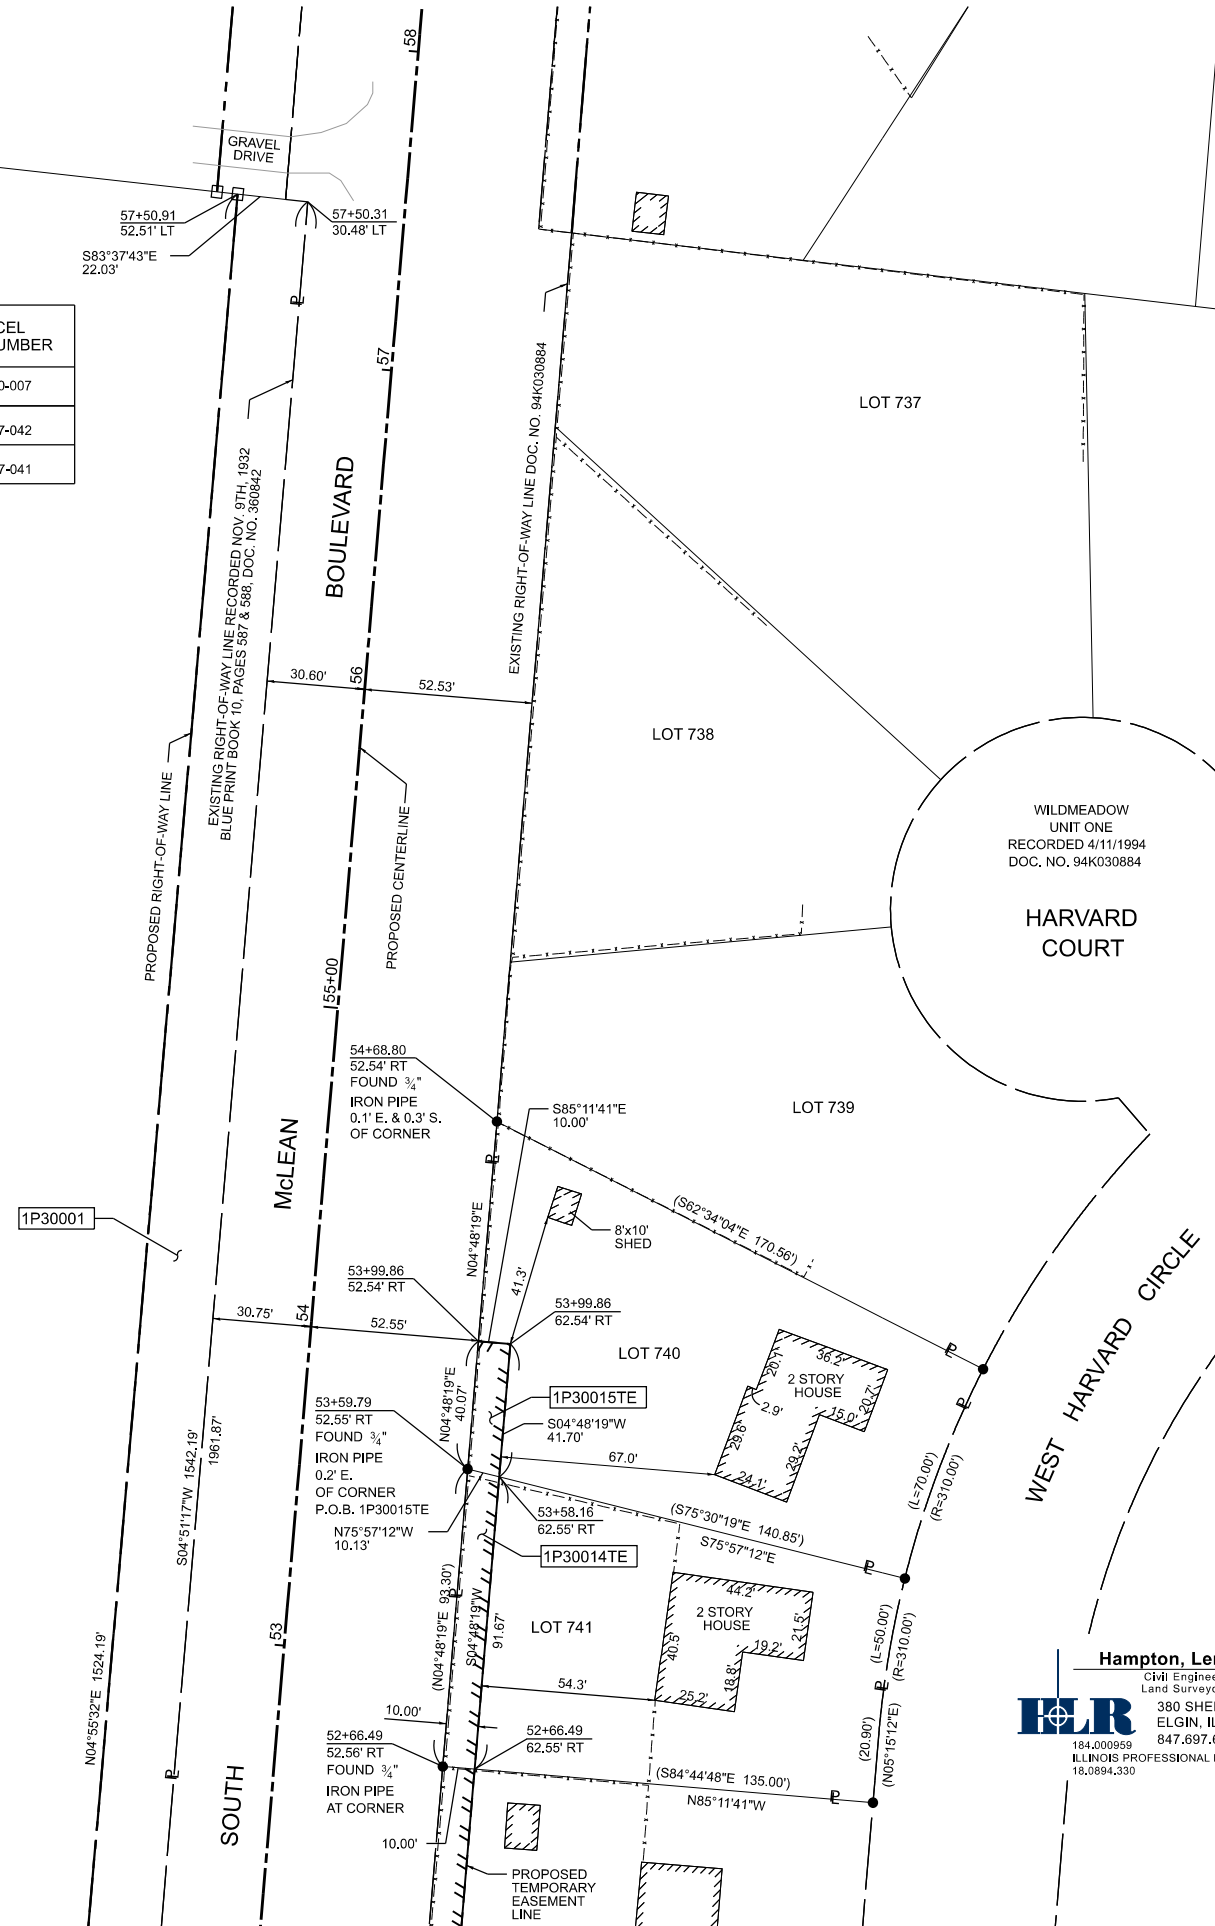 58
GRAVEL
DRIVE
57+50.91
52.51' LT
57+50.31
30.48' LT
S83°37'43"E
22.03'
CEL
UMBER
0-007
7-042
7-041
57
LOT 737
EXISTING RIGHT-OF-WAY LINE DOC. NO. 94K030884
EXISTING RIGHT-OF-WAY LINE RECORDED NOV. 9TH, 1932
BLUE PRINT BOOK 10, PAGES 587 & 588, DOC. NO. 360842
BOULEVARD
30.60'
56
52.53'
LOT 738
PROPOSED RIGHT-OF-WAY LINE
PROPOSED CENTERLINE
WILDMEADOW
UNIT ONE
RECORDED 4/11/1994
DOC. NO. 94K030884
HARVARD
COURT
55+00
54+68.80
52.54' RT
FOUND ¾"
IRON PIPE
0.1' E. & 0.3' S.
OF CORNER
S85°11'41"E
10.00'
LOT 739
McLEAN
1P30001
(S62°34'04"E 170.56')
8'x10'
SHED
N04°48'19"E
41.3'
WEST HARVARD CIRCLE
53+99.86
52.54' RT
53+99.86
62.54' RT
30.75'
54
52.55'
LOT 740
36.2'
20.1'
2 STORY
HOUSE
20.7'
15.0'
2.9'
29.6'
29.2'
24.1'
N04°48'19"E
40.07'
1P30015TE
S04°48'19"W
41.70'
53+59.79
52.55' RT
FOUND ¾"
IRON PIPE
0.2' E.
OF CORNER
P.O.B. 1P30015TE
67.0'
(L=70.00')
(R=310.00')
S04°51'17"W 1542.19'
1961.87'
N75°57'12"W
10.13'
53+58.16
62.55' RT
(S75°30'19"E 140.85')
S75°57'12"E
1P30014TE
(N04°48'19"E 93.30')
S04°48'19"W
91.67'
LOT 741
44.2'
2 STORY
HOUSE
21.5'
40.5'
19.2'
18.8'
25.2'
(L=50.00')
(R=310.00')
53
54.3'
N04°55'32"E 1524.19'
10.00'
52+66.49
52.56' RT
FOUND ¾"
IRON PIPE
AT CORNER
52+66.49
62.55' RT
(20.90')
(N05°15'12"E)
(S84°44'48"E 135.00')
N85°11'41"W
SOUTH
10.00'
PROPOSED
TEMPORARY
EASEMENT
LINE
Hampton, Le
Civil Enginee
Land Surveyo
HLR
380 SHE
ELGIN, IL
847.697.
184.000959
ILLINOIS PROFESSIONAL
18.0894.330